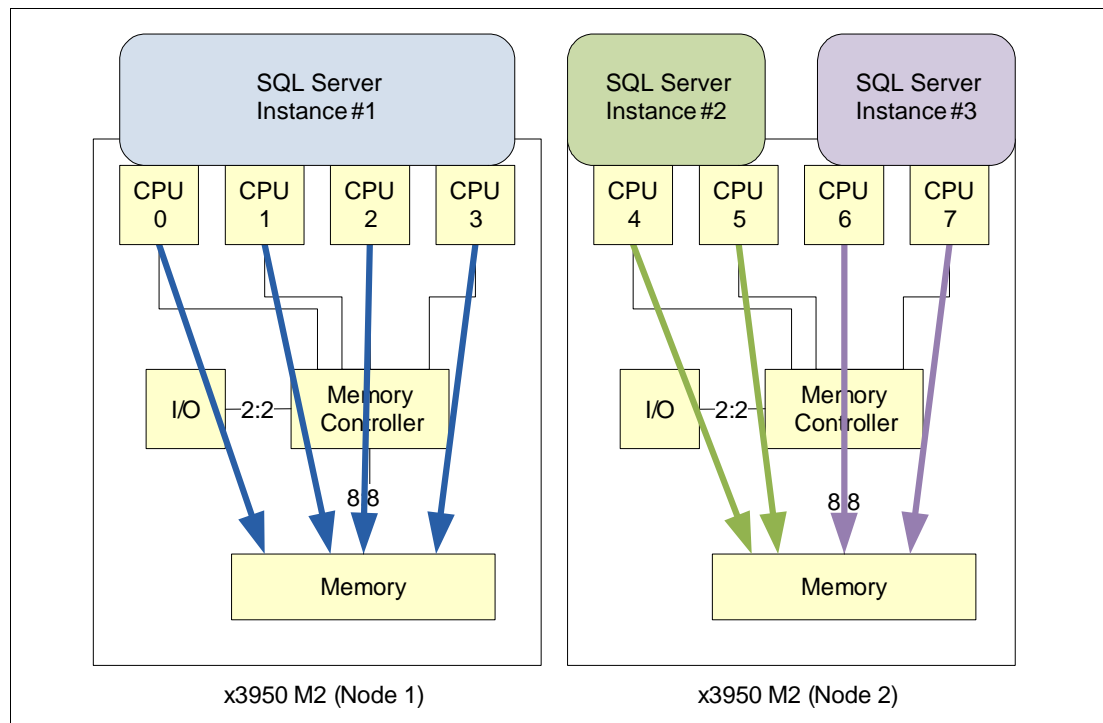 SQL Server
Instance #1
SQL Server
Instance #2
SQL Server
Instance #3
CPU
0
CPU
1
CPU
2
CPU
3
CPU
4
CPU
5
CPU
6
CPU
7
I/O
2:2
Memory
Controller
I/O
2:2
Memory
Controller
8 8
8 8
Memory
Memory
x3950 M2 (Node 1)
x3950 M2 (Node 2)